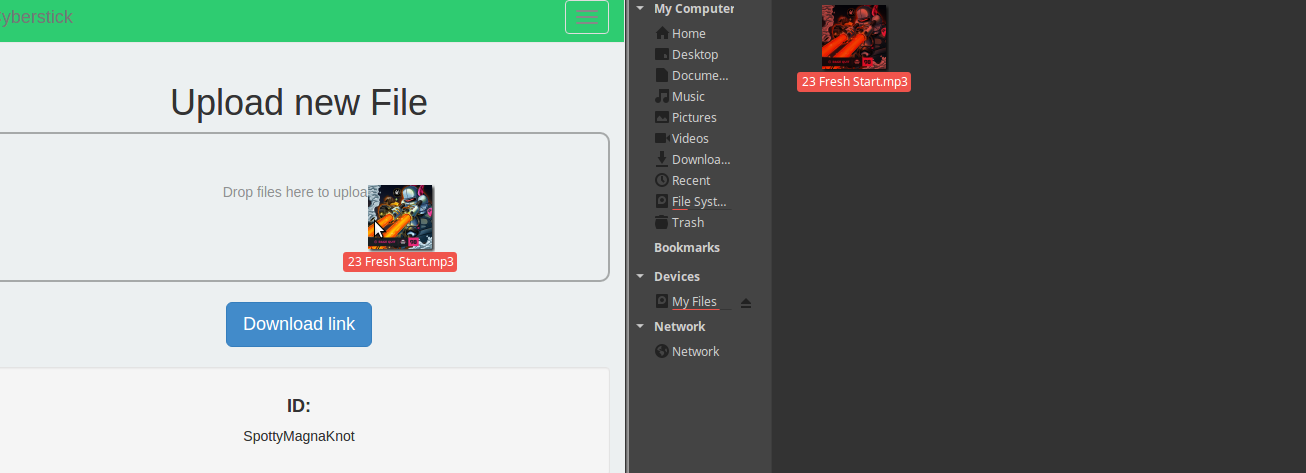 yberstick
Upload new File
Drop files here to uploa
23 Fresh Start.mp3
Download link
ID:
SpottyMagnaKnot
My Computer
Home
Desktop
Docume...
Music
Pictures
Videos
Downloa...
Recent
File Syst...
Trash
Bookmarks
Devices
My Files
Network
Network
23 Fresh Start.mp3